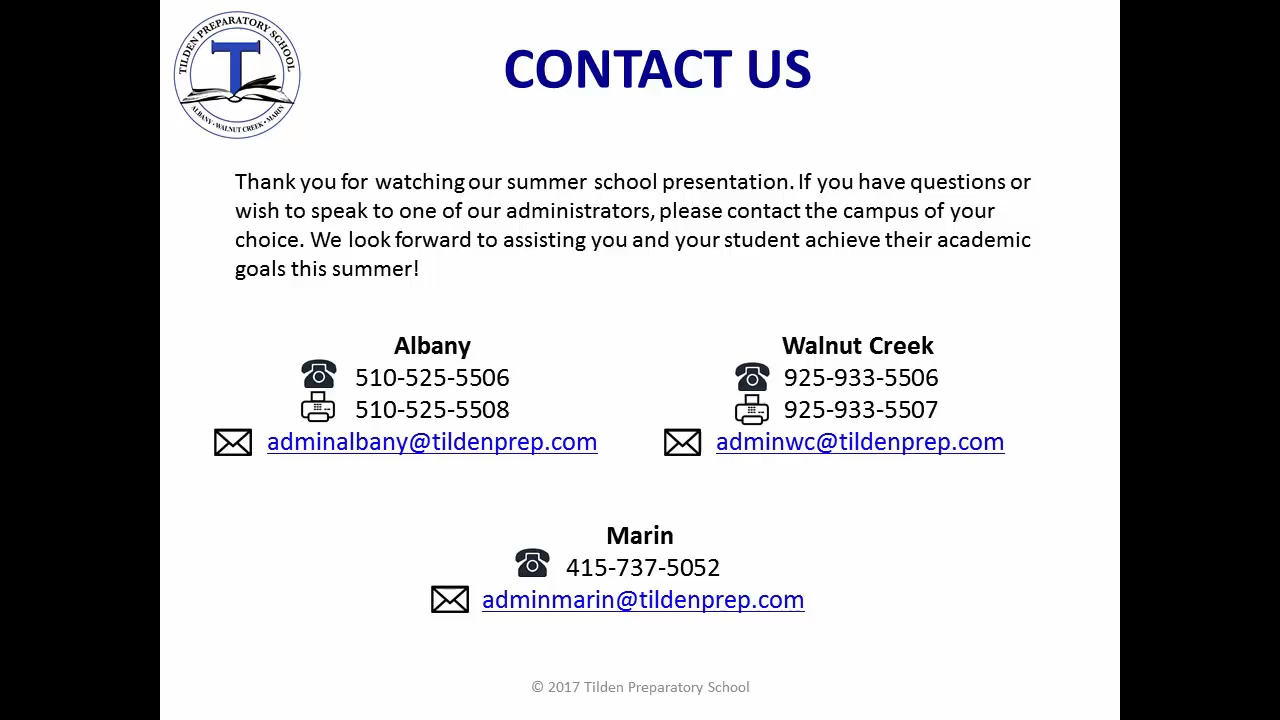 TILDEN PREPARATORY SCHOOL
T
ALBANY • WALNUT CREEK • MARIN
CONTACT US
Thank you for watching our summer school presentation. If you have questions or
wish to speak to one of our administrators, please contact the campus of your
choice. We look forward to assisting you and your student achieve their academic
goals this summer!
Albany
510-525-5506
510-525-5508
adminalbany@tildenprep.com
Walnut Creek
925-933-5506
925-933-5507
adminwc@tildenprep.com
Marin
415-737-5052
adminmarin@tildenprep.com
© 2017 Tilden Preparatory School